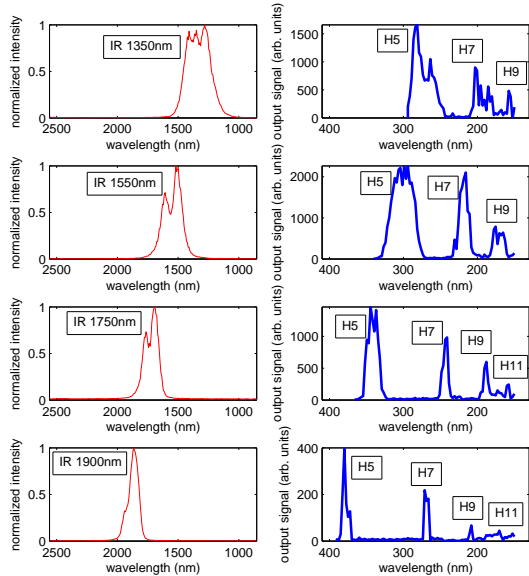 normalized intensity
1
0.5
0
IR 1350nm
2500 2000 1500 1000
wavelength (nm)
output signal (arb. units)
1500
1000
500
0
H5
H7
H9
400 300 200
wavelength (nm)
normalized intensity
1
0.5
0
IR 1550nm
2500 2000 1500 1000
wavelength (nm)
output signal (arb. units)
2000
1000
0
H5
H7
H9
400 300 200
wavelength (nm)
normalized intensity
1
0.5
0
IR 1750nm
2500 2000 1500 1000
wavelength (nm)
output signal (arb. units)
1000
500
0
H5
H7
H9
H11
400 300 200
wavelength (nm)
normalized intensity
1
0.5
0
IR 1900nm
2500 2000 1500 1000
wavelength (nm)
output signal (arb. units)
400
200
0
H5
H7
H9
H11
400 300 200
wavelength (nm)